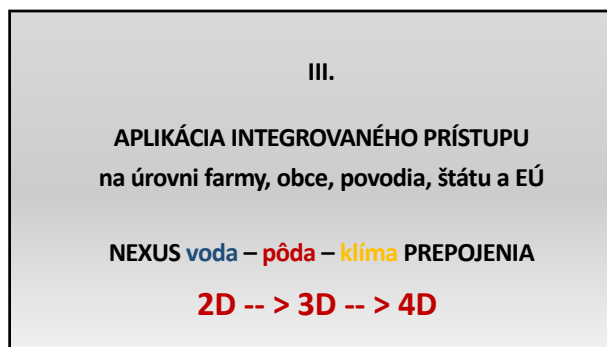 III.
APLIKÁCIA INTEGROVANÉHO PRÍSTUPU
na úrovni farmy, obce, povodia, štátu a EÚ
NEXUS voda – pôda – klíma PREPOJENIA
2D -- > 3D -- > 4D